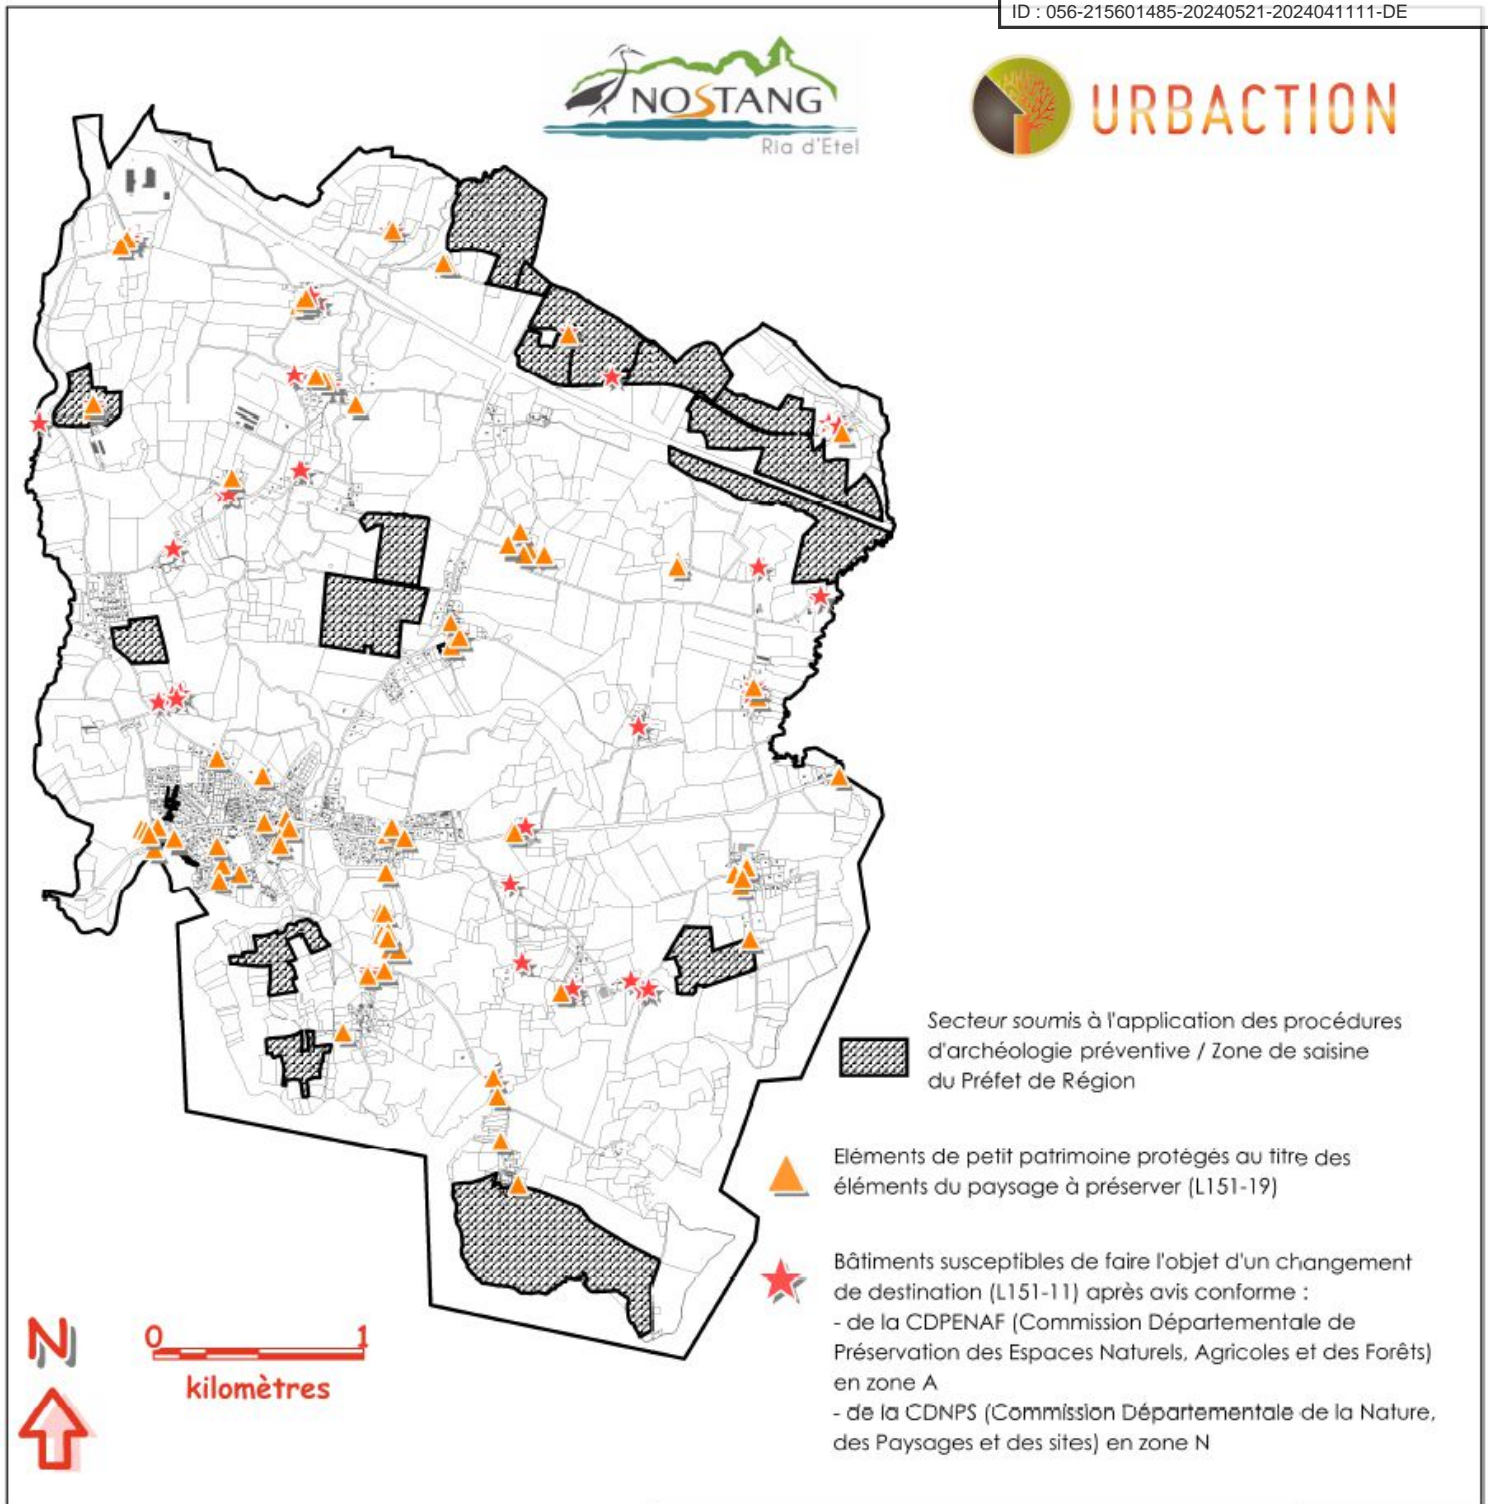 ID : 056-215601485-20240521-2024041111-DE
NOSTANG
Ria d'Etel
URBACTION
Secteur soumis à l'application des procédures
d'archéologie préventive / Zone de saisine
du Préfet de Région
Eléments de petit patrimoine protégés au titre des
éléments du paysage à préserver (L151-19)
Bâtiments susceptibles de faire l'objet d'un changement
de destination (L151-11) après avis conforme :
- de la CDPENAF (Commission Départementale de
Préservation des Espaces Naturels, Agricoles et des Forêts)
en zone A
- de la CDNPS (Commission Départementale de la Nature,
des Paysages et des sites) en zone N
N
0 1
kilomètres